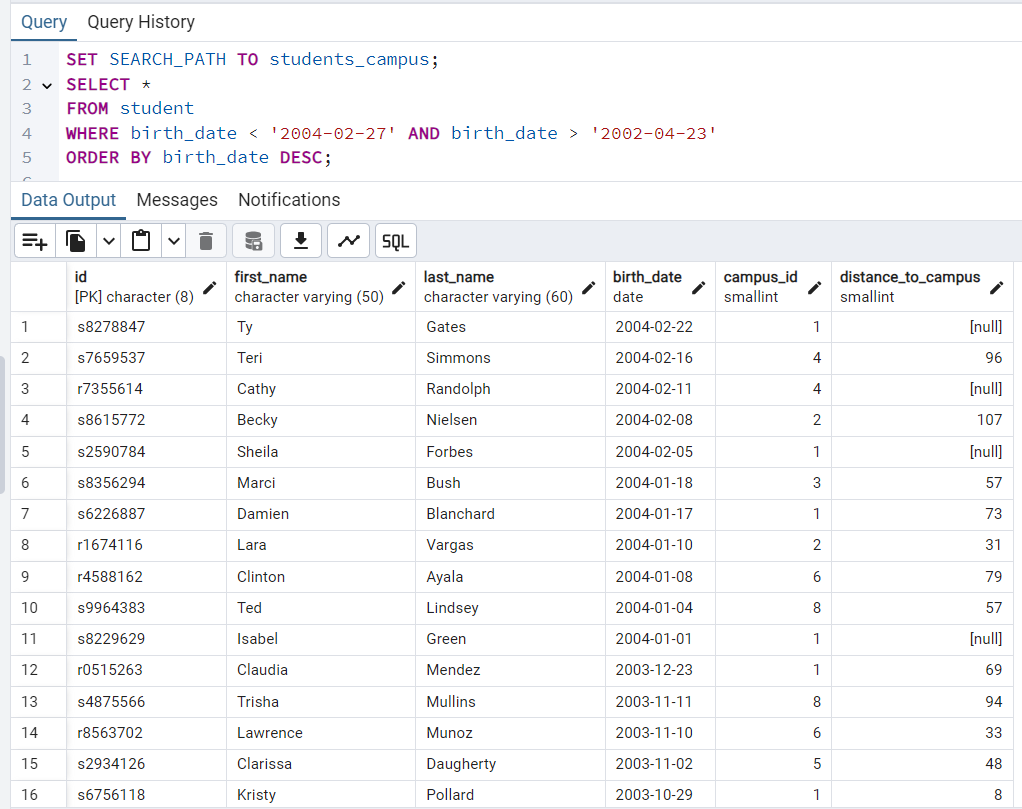 Query Query History
1 SET SEARCH_PATH TO students_campus;
2 SELECT *
3 FROM student
4 WHERE birth_date < '2004-02-27' AND birth_date > '2002-04-23'
5 ORDER BY birth_date DESC;
Data Output Messages Notifications
SQL
id first_name last_name birth_date campus_id distance_to_campus
[PK] character (8) character varying (50) character varying (60) date smallint smallint
1 s8278847 Ty Gates 2004-02-22 1 [null]
2 s7659537 Teri Simmons 2004-02-16 4 96
3 r7355614 Cathy Randolph 2004-02-11 4 [null]
4 s8615772 Becky Nielsen 2004-02-08 2 107
5 s2590784 Sheila Forbes 2004-02-05 1 [null]
6 s8356294 Marci Bush 2004-01-18 3 57
7 s6226887 Damien Blanchard 2004-01-17 1 73
8 r1674116 Lara Vargas 2004-01-10 2 31
9 r4588162 Clinton Ayala 2004-01-08 6 79
10 s9964383 Ted Lindsey 2004-01-04 8 57
11 s8229629 Isabel Green 2004-01-01 1 [null]
12 r0515263 Claudia Mendez 2003-12-23 1 69
13 s4875566 Trisha Mullins 2003-11-11 8 94
14 r8563702 Lawrence Munoz 2003-11-10 6 33
15 s2934126 Clarissa Daugherty 2003-11-02 5 48
16 s6756118 Kristy Pollard 2003-10-29 1 8